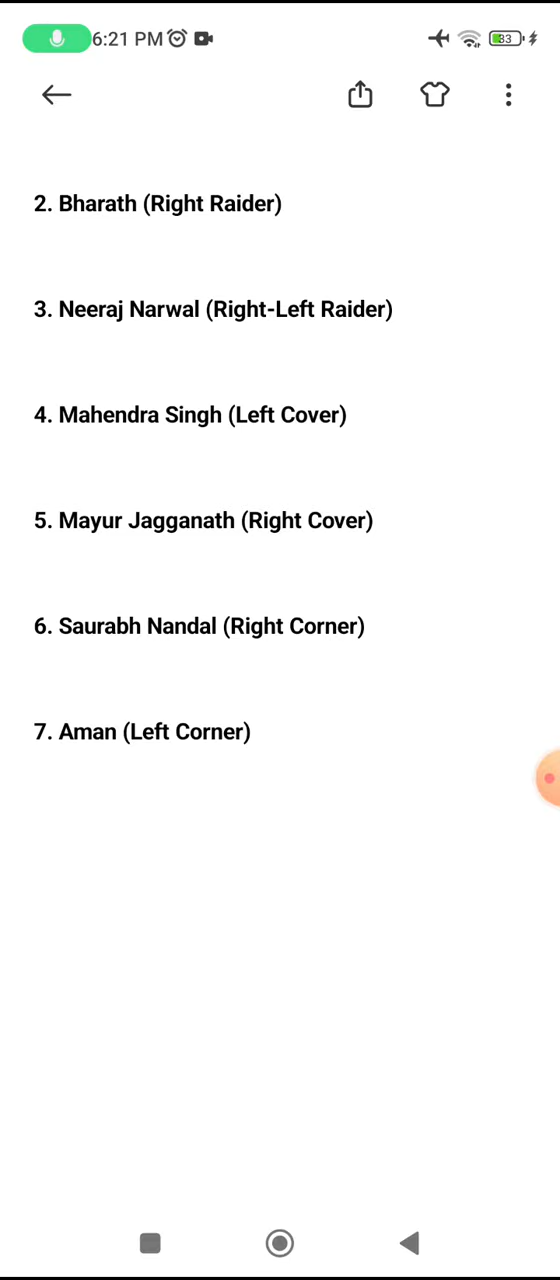 6:21 PM
83
2. Bharath (Right Raider)
3. Neeraj Narwal (Right-Left Raider)
4. Mahendra Singh (Left Cover)
5. Mayur Jagganath (Right Cover)
6. Saurabh Nandal (Right Corner)
7. Aman (Left Corner)